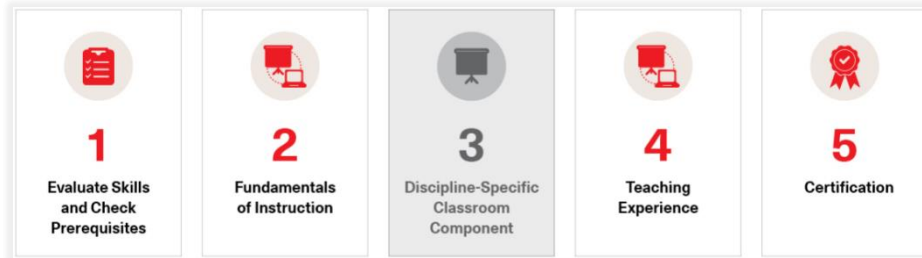 1
Evaluate Skills
and Check
Prerequisites
2
Fundamentals
of Instruction
3
Discipline-Specific
Classroom
Component
4
Teaching
Experience
5
Certification